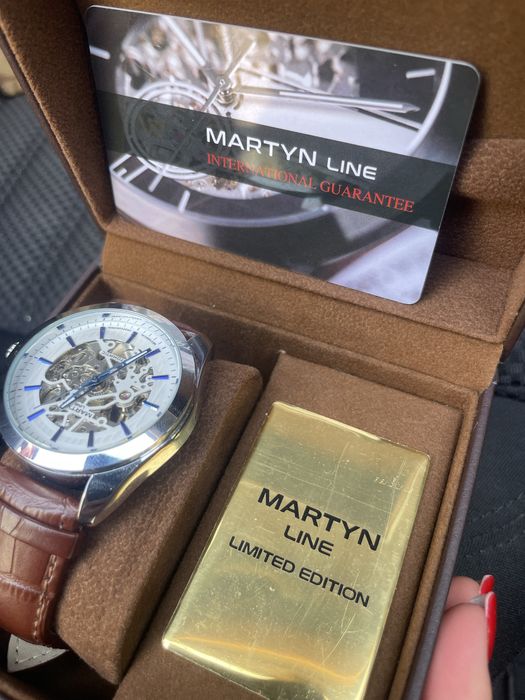 MARTYN LINE
INTERNATIONAL GUARANTEE
MARTYN
LINE
LIMITED EDITION